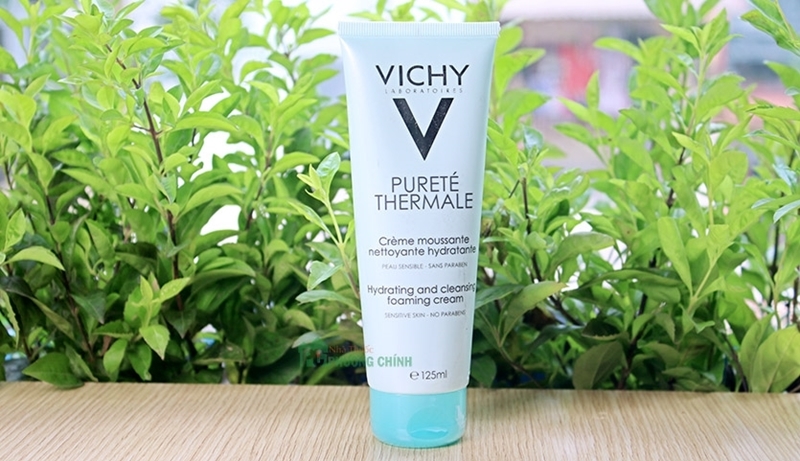 VICHY
LABORATOIRES
V
PURETÉ
THERMALE
Crème moussante
nettoyante hydratante
PEAU SENSIBLE - SANS PARABEN
Hydrating and cleansing
foaming cream
SENSITIVE SKIN - NO PARABENS
℮ 125ml
CHÍNH